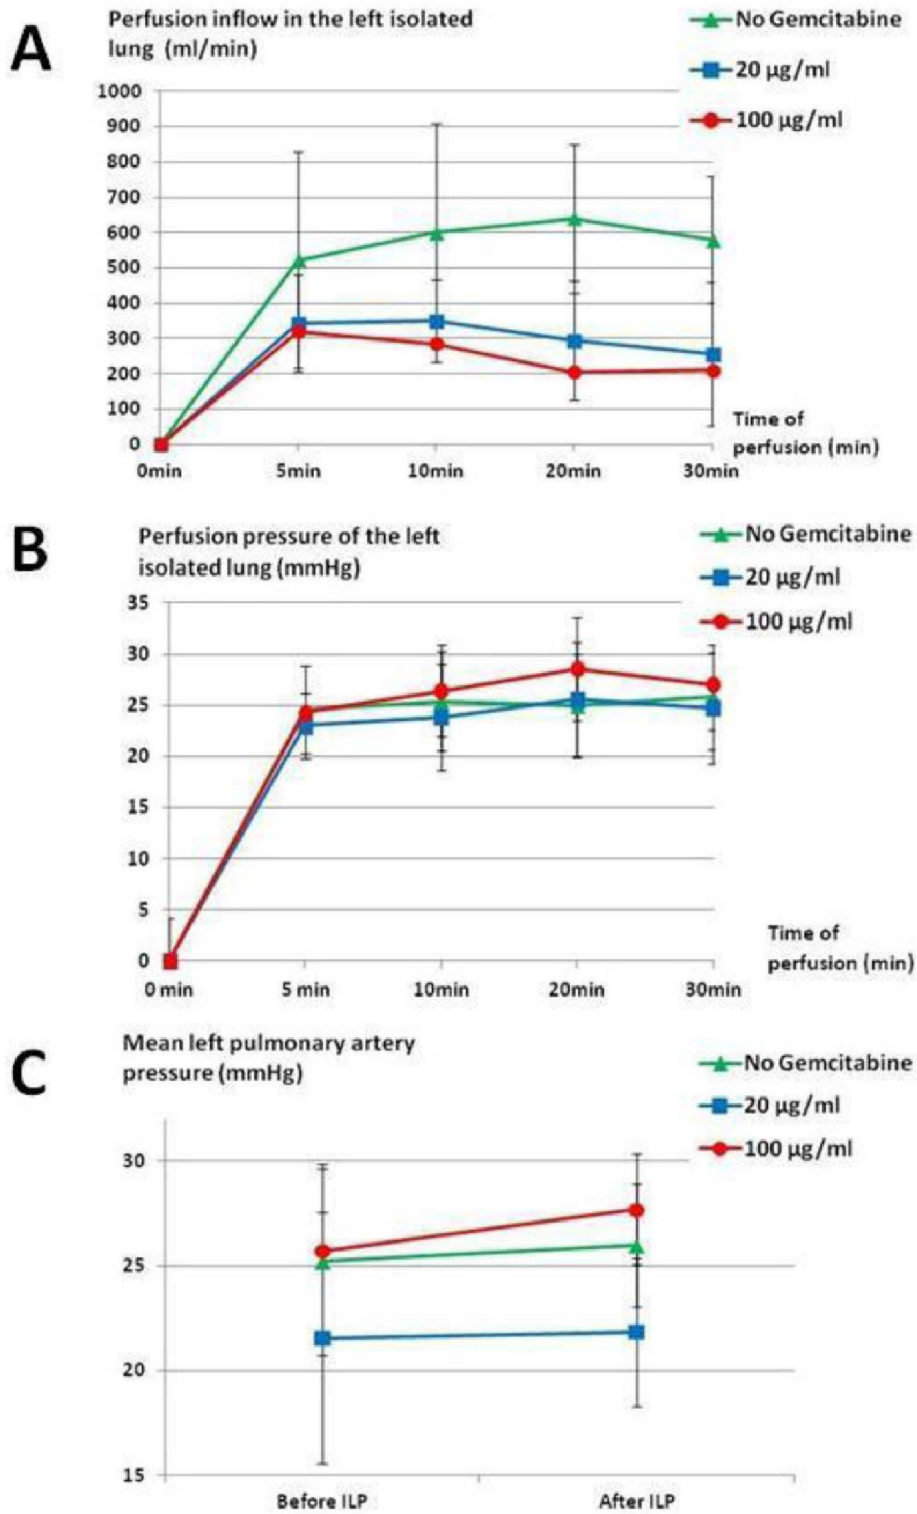 A
Perfusion inflow in the left isolated
lung (ml/min)
No Gemcitabine
20 µg/ml
100 µg/ml
1000
900
800
700
600
500
400
300
200
100
0
0min 5min 10min 20min 30min
Time of
perfusion (min)
B
Perfusion pressure of the left
isolated lung (mmHg)
No Gemcitabine
20 µg/ml
100 µg/ml
35
30
25
20
15
10
5
0
0 min 5 min 10min 20min 30min
Time of
perfusion (min)
C
Mean left pulmonary artery
pressure (mmHg)
No Gemcitabine
20 µg/ml
100 µg/ml
30
25
20
15
Before ILP After ILP